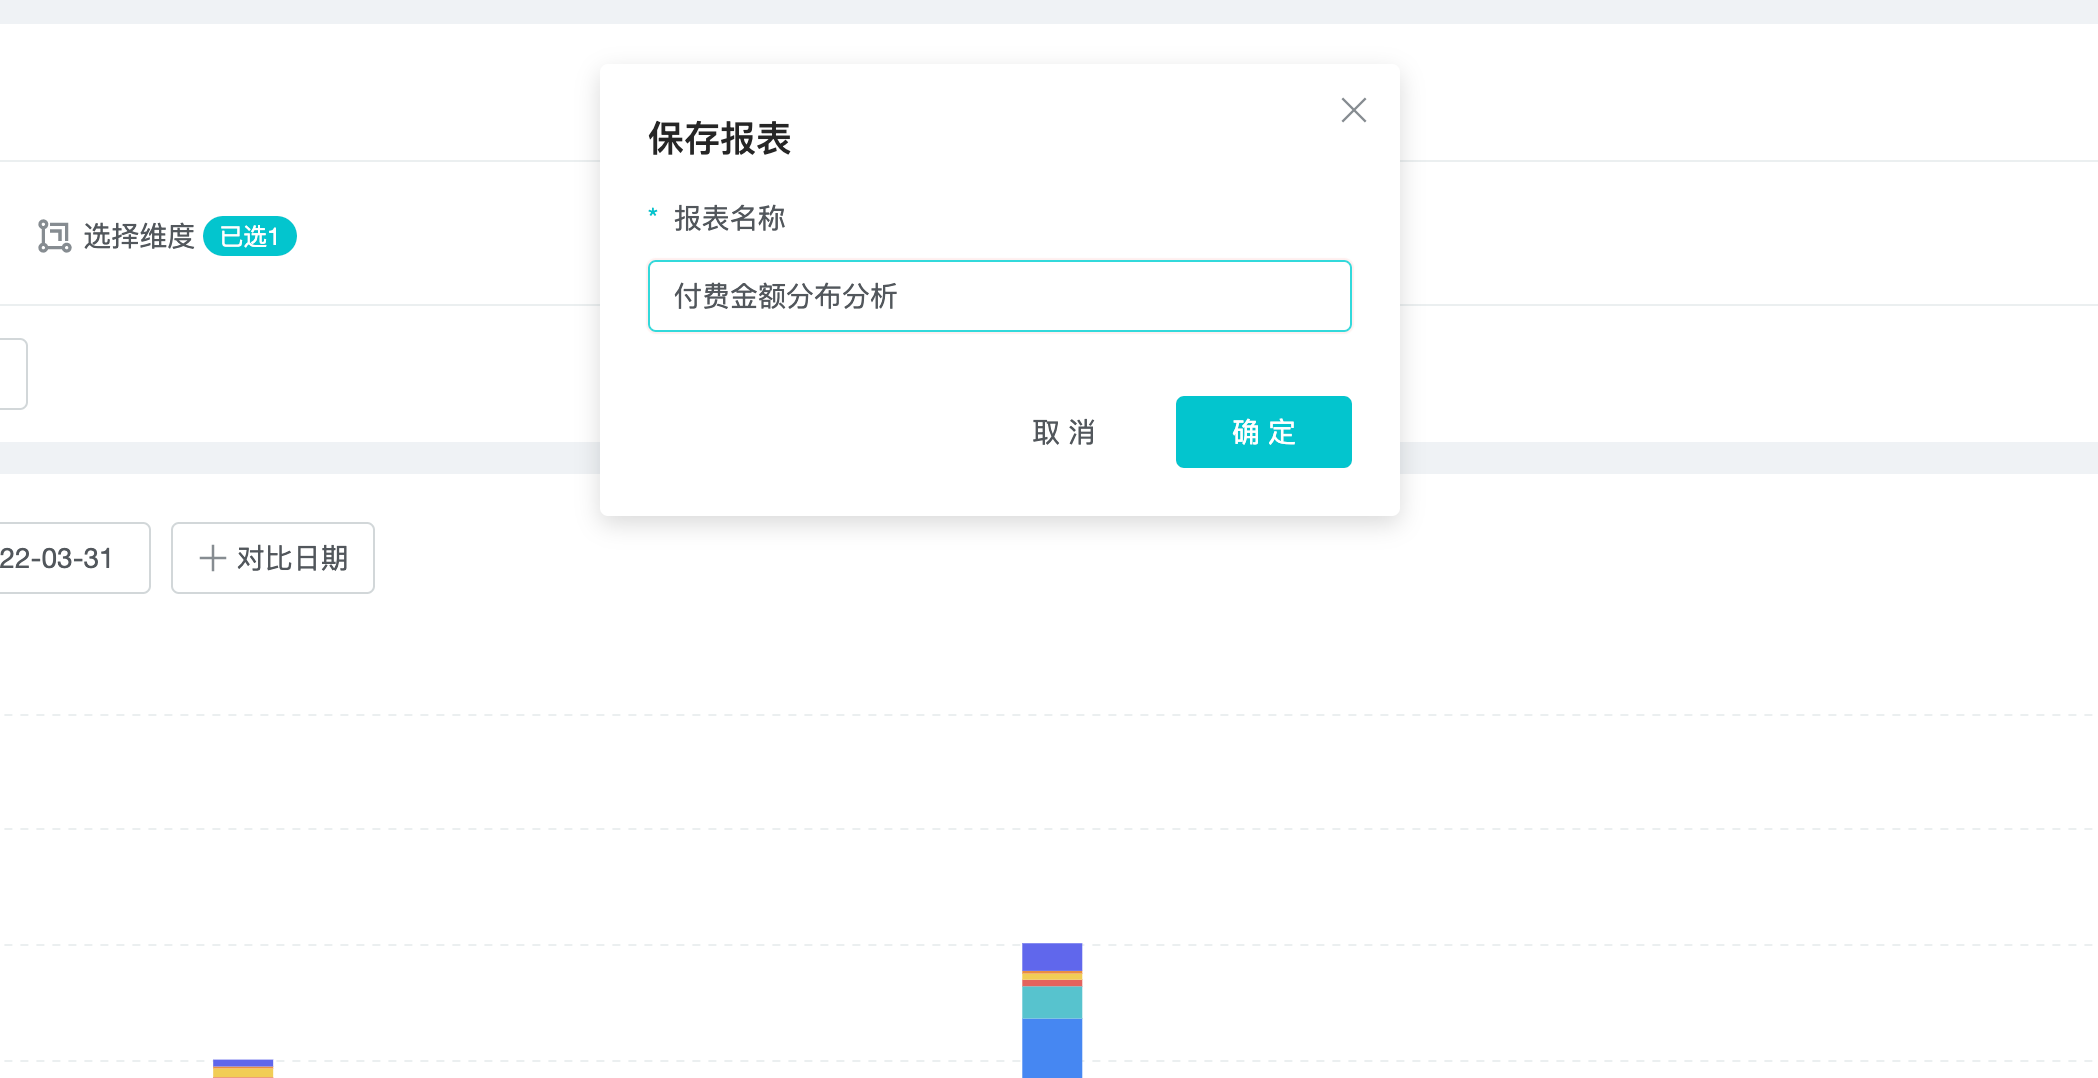 保存报表
* 报表名称
付费金额分布分析
取 消
确 定
选择维度
已选1
22-03-31
对比日期